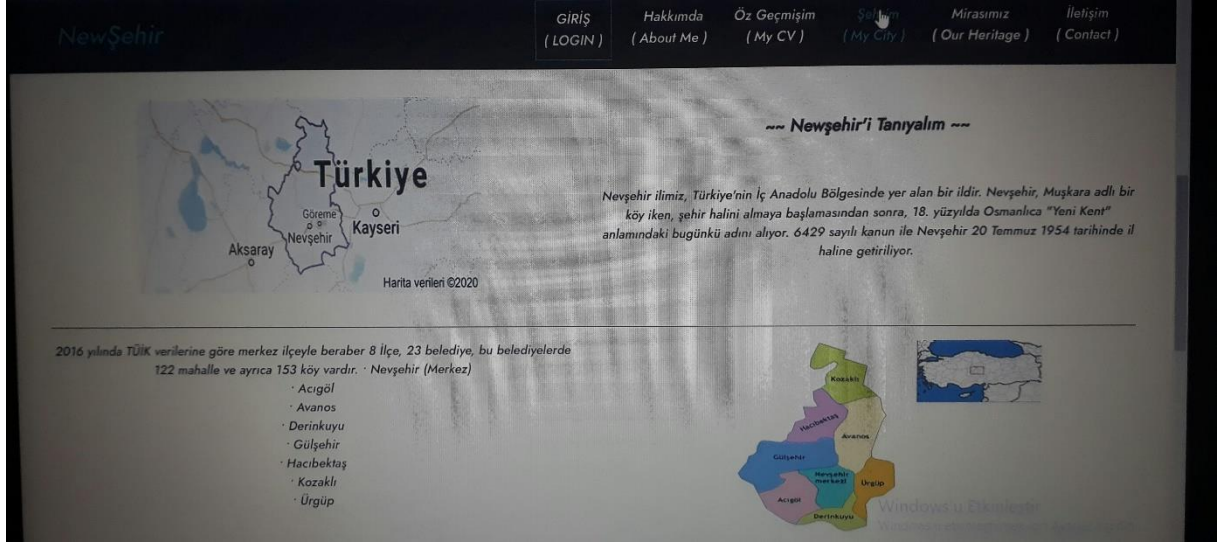 NewŞehir
GİRİŞ
( LOGIN )
Hakkımda
( About Me )
Öz Geçmişim
( My CV )
( My City )
Mirasımız
( Our Heritage )
İletişim
( Contact )
Türkiye
Göreme
Nevşehir
Kayseri
Aksaray
Harita verileri ©2020
~~ Newşehir'i Tanıyalım ~~
Nevşehir ilimiz, Türkiye'nin İç Anadolu Bölgesinde yer alan bir ildir. Nevşehir, Muşkara adlı bir
köy iken, şehir halini almaya başlamasından sonra, 18. yüzyılda Osmanlıca "Yeni Kent"
anlamındaki bugünkü adını alıyor. 6429 sayılı kanun ile Nevşehir 20 Temmuz 1954 tarihinde il
haline getiriliyor.
2016 yılında TÜİK verilerine göre merkez ilçeyle beraber 8 İlçe, 23 belediye, bu belediyelerde
122 mahalle ve ayrıca 153 köy vardır. · Nevşehir (Merkez)
· Acıgöl
· Avanos
· Derinkuyu
· Gülşehir
· Hacıbektaş
· Kozaklı
· Ürgüp
Kozaklı
Hacıbektaş
Avanos
Gülşehir
Nevşehir
merkezi
Ürgüp
Acıgöl
Derinkuyu
Windows'u Etkinleştir